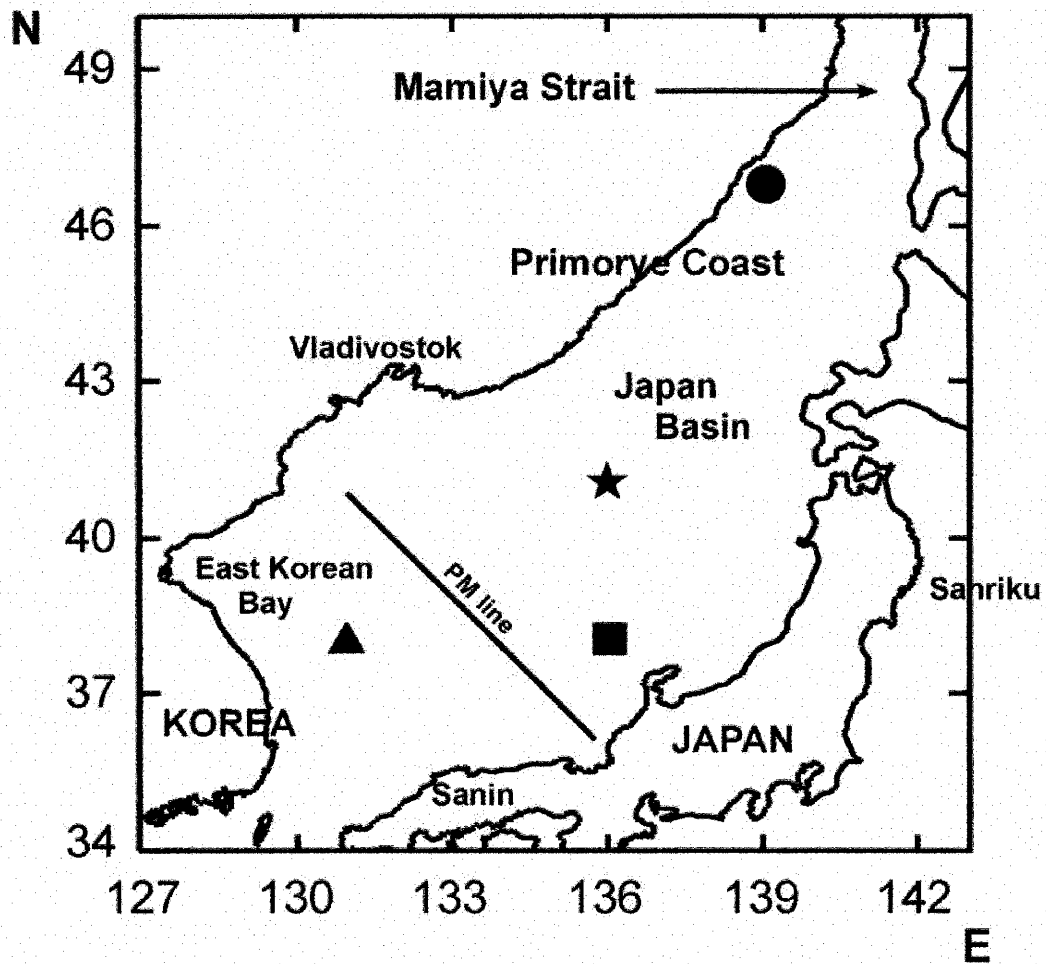 N
49
Mamiya Strait
46
Primorye Coast
Vladivostok
43
Japan
Basin
40
East Korean
Bay
PM line
Sanriku
37
KOREA
JAPAN
Sanin
34
127 130 133 136 139 142
E